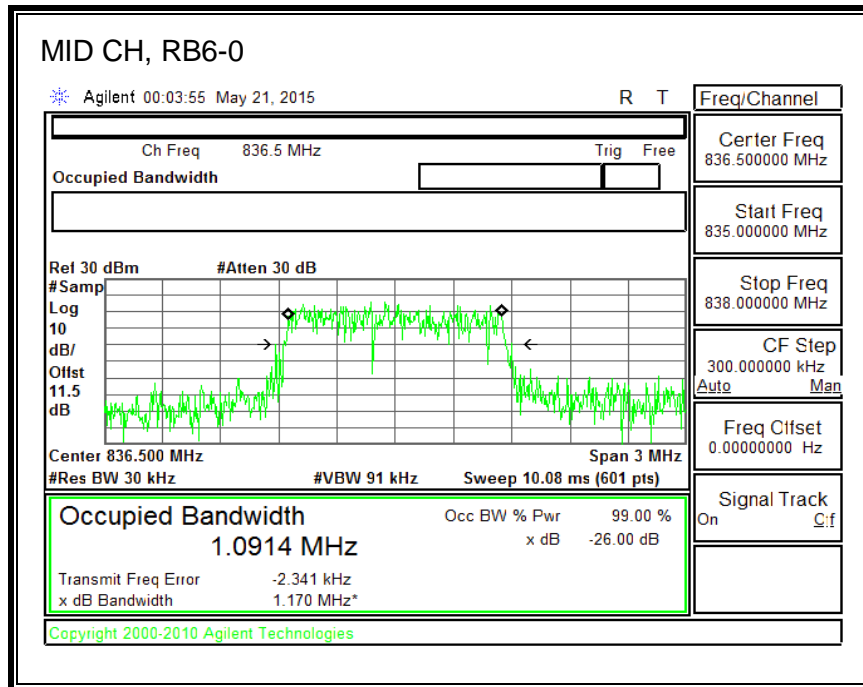 MID CH, RB6-0
Agilent 00:03:55 May 21, 2015 R T
Freq/Channel
Ch Freq 836.5 MHz Trig Free
Occupied Bandwidth
Center Freq
836.500000 MHz
Start Freq
835.000000 MHz
Stop Freq
838.000000 MHz
CF Step
300.000000 kHz
Auto Man
Freq Offset
0.00000000 Hz
Signal Track
On Off
Ref 30 dBm #Atten 30 dB
#Samp
Log
10
dB/
Offst
11.5
dB
Center 836.500 MHz Span 3 MHz
#Res BW 30 kHz #VBW 91 kHz Sweep 10.08 ms (601 pts)
Occupied Bandwidth
1.0914 MHz
Occ BW % Pwr 99.00 %
x dB -26.00 dB
Transmit Freq Error -2.341 kHz
x dB Bandwidth 1.170 MHz*
Copyright 2000-2010 Agilent Technologies